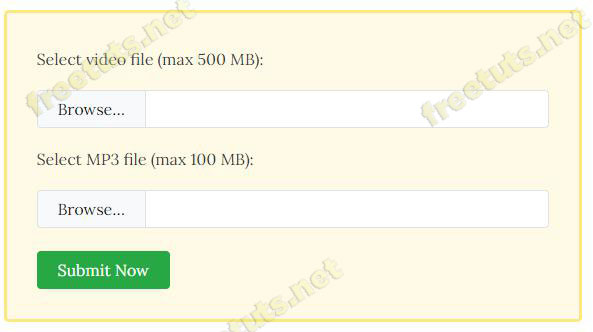 freetuts.net
Select video file (max 500 MB):
Browse...
freetuts.net
Select MP3 file (max 100 MB):
Browse...
Submit Now
freetuts.net